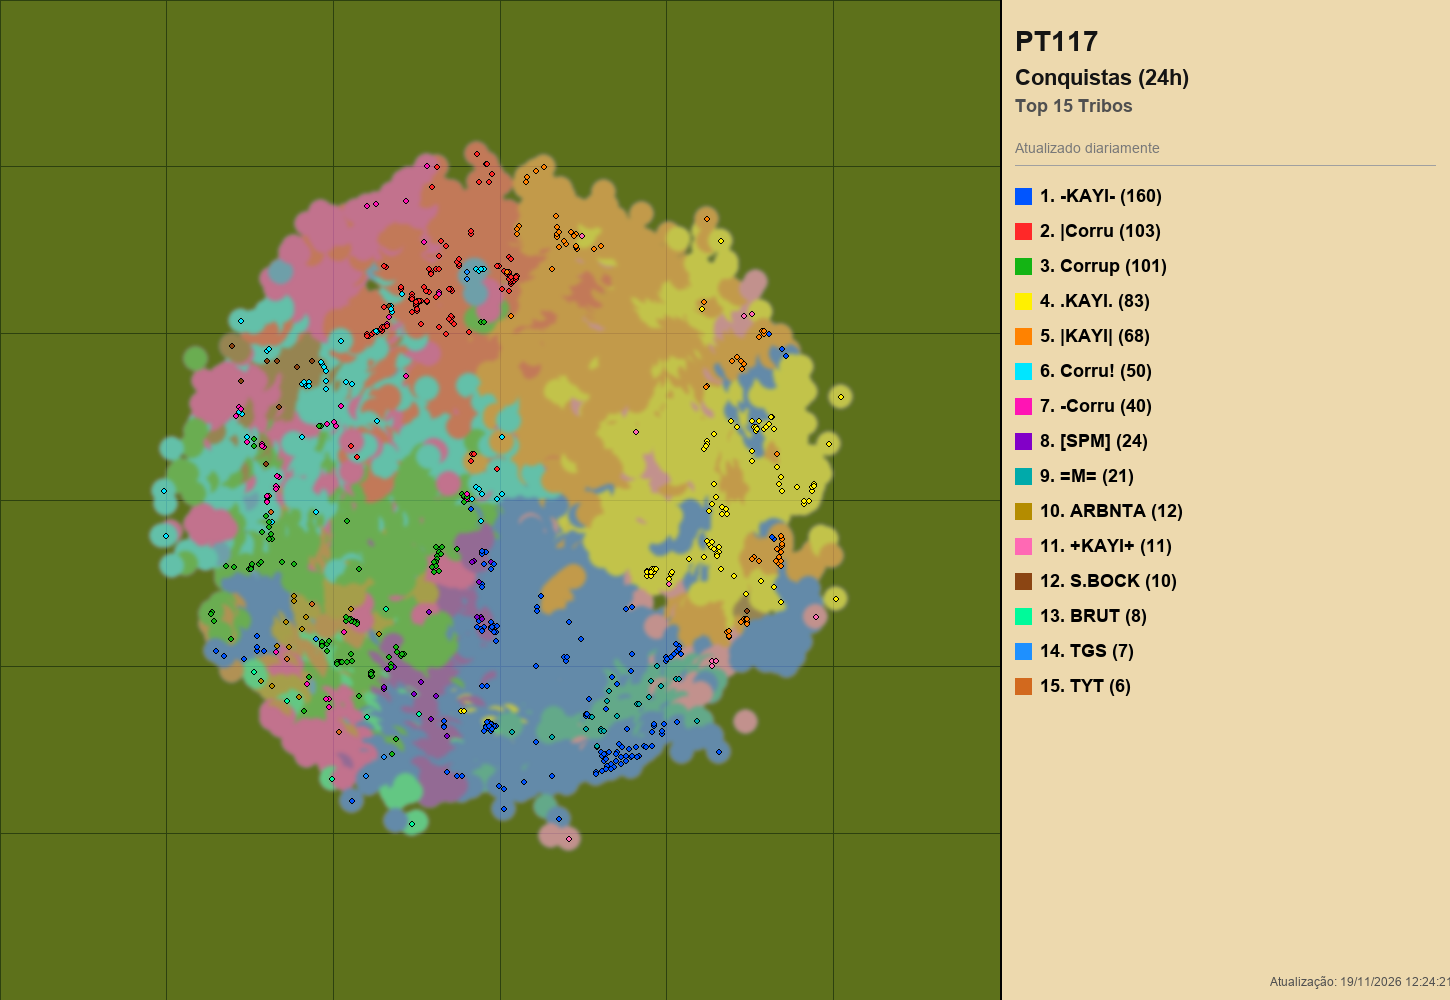 PT117
Conquistas (24h)
Top 15 Tribos
Atualizado diariamente
1. -KAYI- (160)
2. |Corru (103)
3. Corrup (101)
4. .KAYI. (83)
5. |KAYI| (68)
6. Corru! (50)
7. -Corru (40)
8. [SPM] (24)
9. =M= (21)
10. ARBNTA (12)
11. +KAYI+ (11)
12. S.BOCK (10)
13. BRUT (8)
14. TGS (7)
15. TYT (6)
Atualização: 19/11/2026 12:24:21